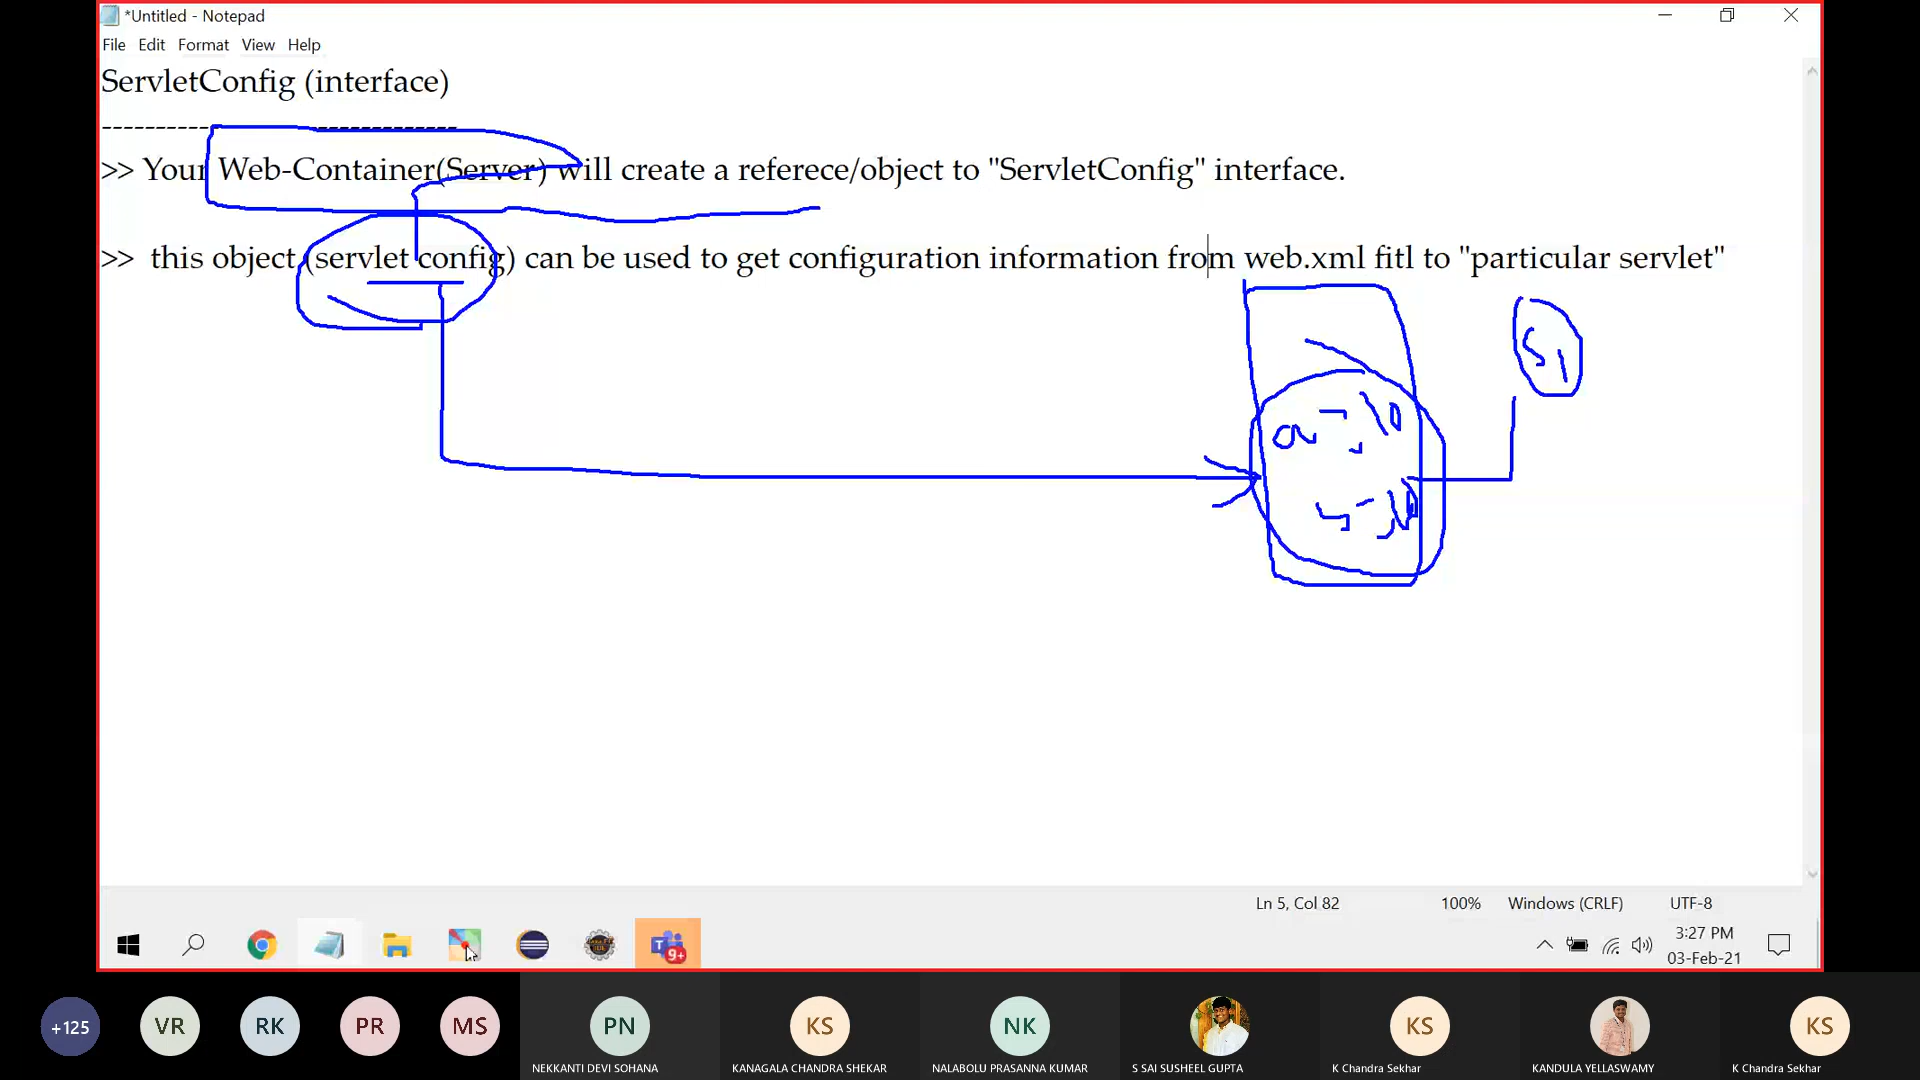 *Untitled - Notepad
File Edit Format View Help
ServletConfig (interface)
---------------------------------
>> Your Web-Container(Server) will create a referece/object to "ServletConfig" interface.
>> this object (servlet config) can be used to get configuration information from web.xml fitl to "particular servlet"
S1
a - 10
Ln 5, Col 82 100% Windows (CRLF) UTF-8
T 9+
3:27 PM
03-Feb-21
+125 VR RK PR MS PN KS NK KS KS
NEKKANTI DEVI SOHANA KANAGALA CHANDRA SHEKAR NALABOLU PRASANNA KUMAR S SAI SUSHEEL GUPTA K Chandra Sekhar KANDULA YELLASWAMY K Chandra Sekhar